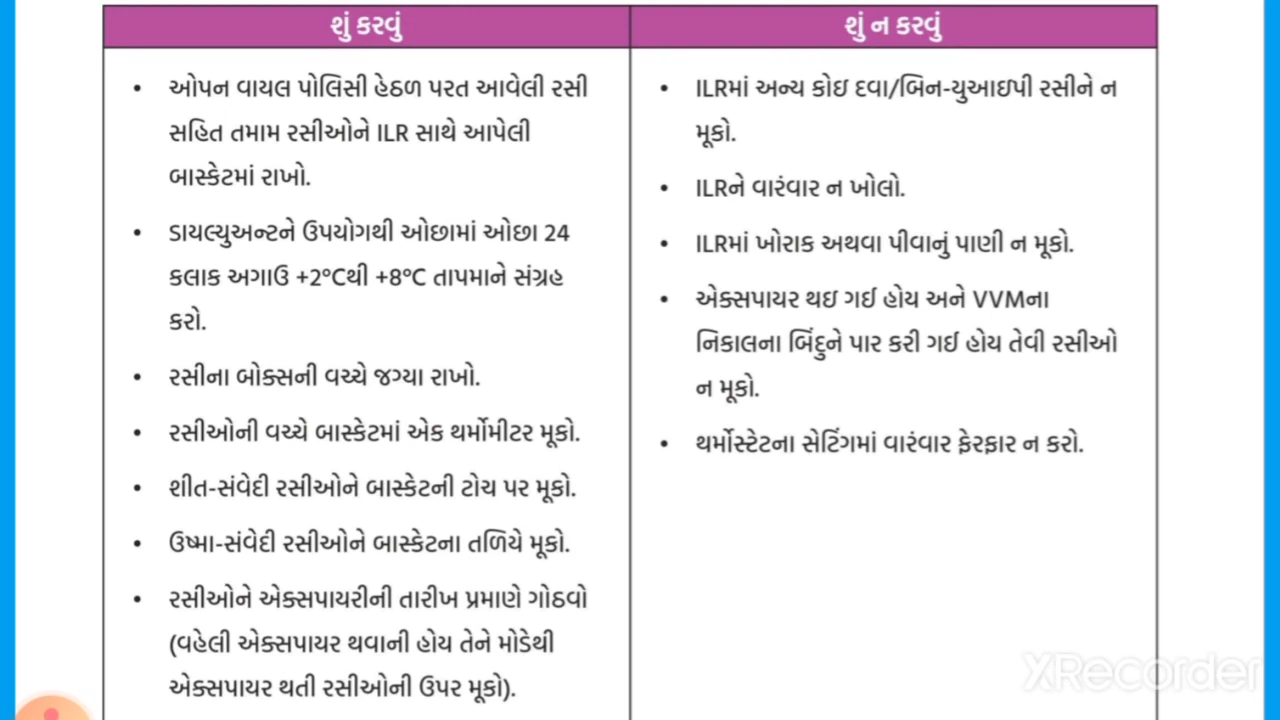 શું કરવું
• ઓપન વાયલ પોલિસી હેઠળ પરત આવેલી રસી
સહિત તમામ રસીઓને ILR સાથે આપેલી
બાસ્કેટમાં રાખો.
• ડાયલ્યુઅન્ટને ઉપયોગથી ઓછામાં ઓછા 24
કલાક અગાઉ +2°Cથી +8°C તાપમાને સંગ્રહ
કરો.
• રસીના બોક્સની વચ્ચે જગ્યા રાખો.
• રસીઓની વચ્ચે બાસ્કેટમાં એક થર્મોમીટર મૂકો.
• શીત-સંવેદી રસીઓને બાસ્કેટની ટોચ પર મૂકો.
• ઉષ્મા-સંવેદી રસીઓને બાસ્કેટના તળિયે મૂકો.
• રસીઓને એક્સપાયરીની તારીખ પ્રમાણે ગોઠવો
(વહેલી એક્સપાયર થવાની હોય તેને મોડેથી
એક્સપાયર થતી રસીઓની ઉપર મૂકો).
શું ન કરવું
• ILRમાં અન્ય કોઇ દવા/બિન-યુઆઇપી રસીને ન
મૂકો.
• ILRને વારંવાર ન ખોલો.
• ILRમાં ખોરાક અથવા પીવાનું પાણી ન મૂકો.
• એક્સપાયર થઇ ગઈ હોય અને VVMના
નિકાલના બિંદુને પાર કરી ગઈ હોય તેવી રસીઓ
ન મૂકો.
• થર્મોસ્ટેટના સેટિંગમાં વારંવાર ફેરફાર ન કરો.
XRecorder